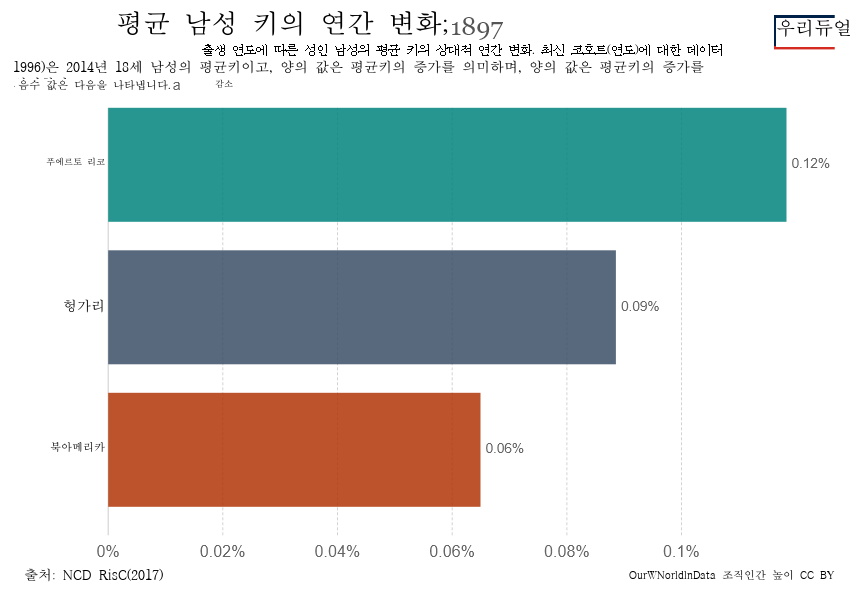 평균 남성 키의 연간 변화;1897
우리듀얼
출생 연도에 따른 성인 남성의 평균 키의 상대적 연간 변화. 최신 코호트(연도)에 대한 데이터
1996)은 2014년 18세 남성의 평균키이고, 양의 값은 평균키의 증가를 의미하며, 양의 값은 평균키의 증가를
음수 값은 다음을 나타냅니다.a 감소
푸에르토 리코
0.12%
헝가리
0.09%
북아메리카
0.06%
0% 0.02% 0.04% 0.06% 0.08% 0.1%
출처: NCD RisC(2017)
OurWNorldlnData 조직인간 높이 CC BY